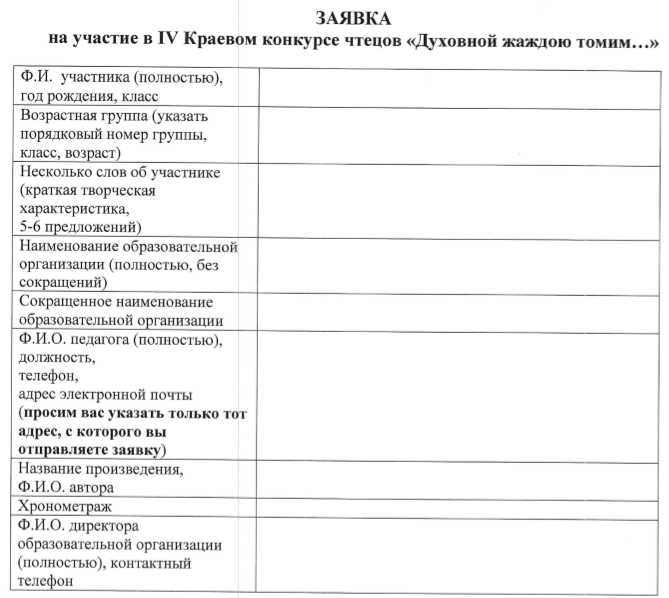 ЗАЯВКА
на участие в IV Краевом конкурсе чтецов «Духовной жаждою томим…»
Ф.И. участника (полностью),
год рождения, класс
Возрастная группа (указать
порядковый номер группы,
класс, возраст)
Несколько слов об участнике
(краткая творческая
характеристика,
5-6 предложений)
Наименование образовательной
организации (полностью, без
сокращений)
Сокращенное наименование
образовательной организации
Ф.И.О. педагога (полностью),
должность,
телефон,
адрес электронной почты
(просим вас указать только тот
адрес, с которого вы
отправляете заявку)
Название произведения,
Ф.И.О. автора
Хронометраж
Ф.И.О. директора
образовательной организации
(полностью), контактный
телефон